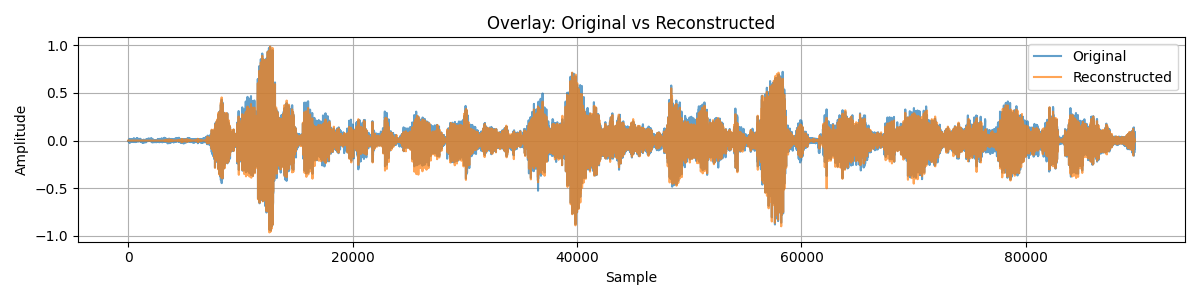 Overlay: Original vs Reconstructed
Original
Reconstructed
1.0
0.5
0.0
−0.5
−1.0
Amplitude
0 20000 40000 60000 80000
Sample